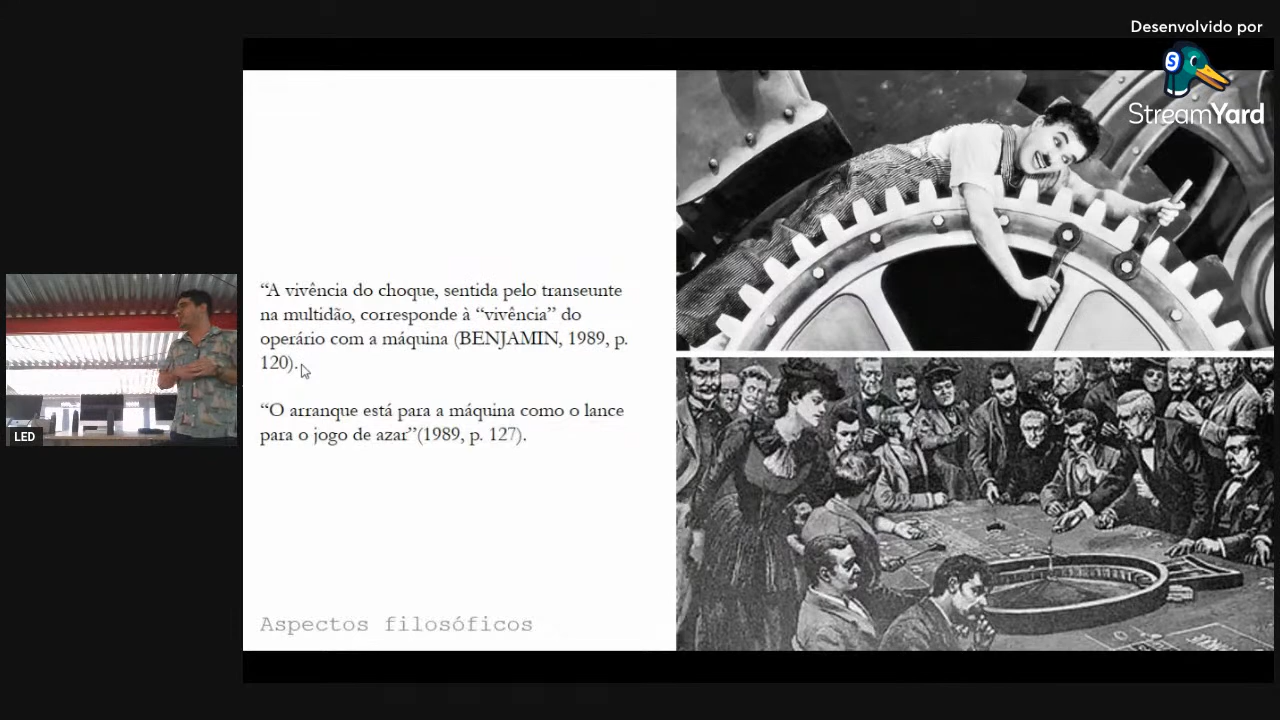 Desenvolvido por
S
StreamYard
“A vivência do choque, sentida pelo transeunte
na multidão, corresponde à “vivência” do
operário com a máquina (BENJAMIN, 1989, p.
120).
“O arranque está para a máquina como o lance
para o jogo de azar”(1989, p. 127).
LED
Aspectos filosóficos